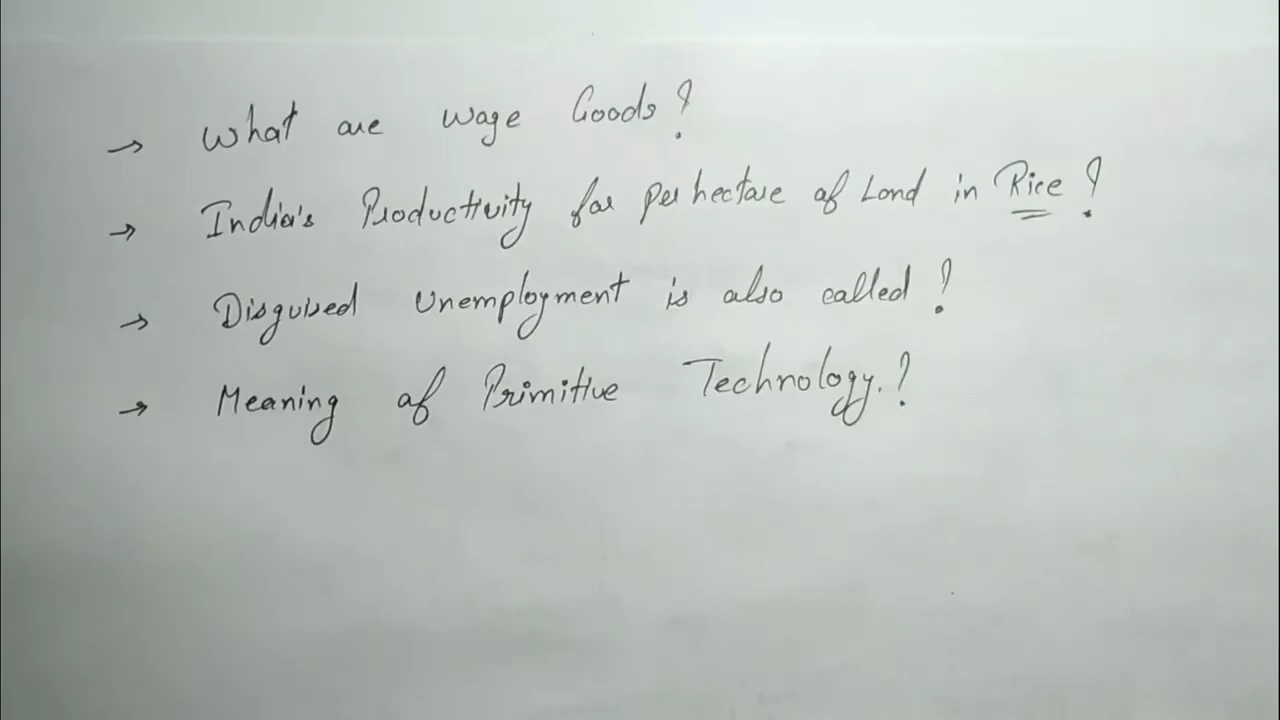 → What are Wage Goods?
→ India's Productivity for per hectare of Land in Rice?
→ Disguised Unemployment is also called?
→ Meaning of Primitive Technology.?